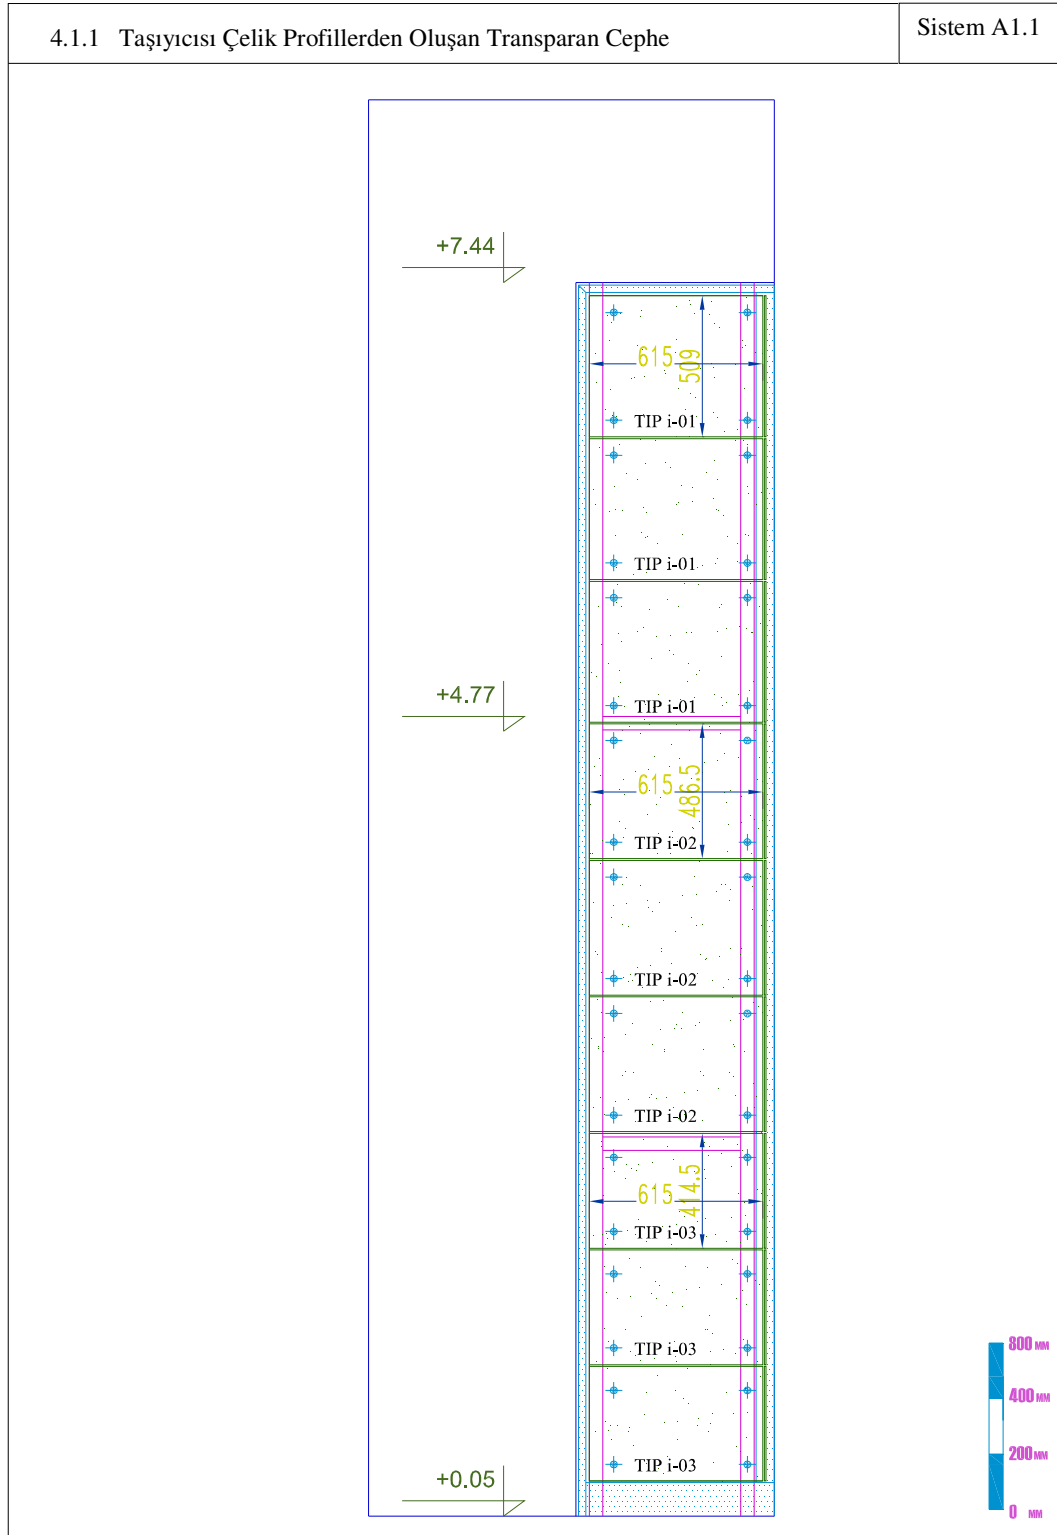 4.1.1 Taşıyıcısı Çelik Profillerden Oluşan Transparan Cephe
Sistem A1.1
+7.44
615
509
TIP i-01
TIP i-01
TIP i-01
+4.77
615
486.5
TIP i-02
TIP i-02
TIP i-02
615
414.5
TIP i-03
TIP i-03
TIP i-03
+0.05
800 MM
400 MM
200 MM
0 MM